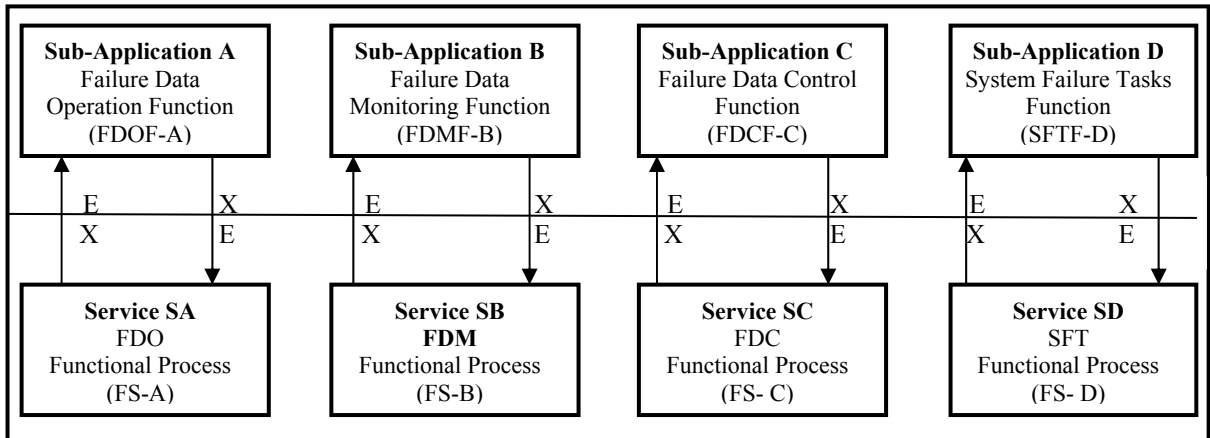 Sub-Application A
Failure Data
Operation Function
(FDOF-A)
Sub-Application B
Failure Data
Monitoring Function
(FDMF-B)
Sub-Application C
Failure Data Control
Function
(FDCF-C)
Sub-Application D
System Failure Tasks
Function
(SFTF-D)
E X E X E X E X
X E X E X E X E
Service SA
FDO
Functional Process
(FS-A)
Service SB
FDM
Functional Process
(FS-B)
Service SC
FDC
Functional Process
(FS- C)
Service SD
SFT
Functional Process
(FS- D)